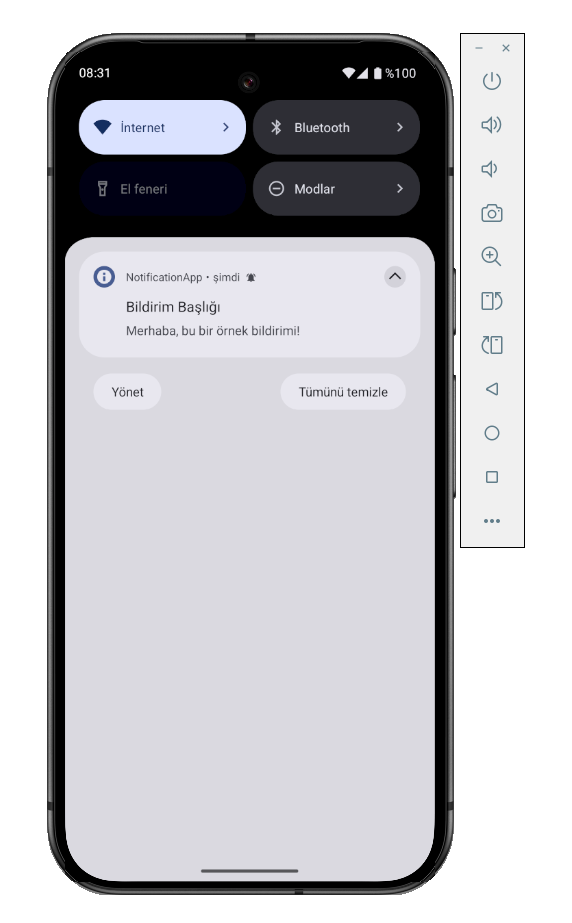 08:31 %100
İnternet Bluetooth
El feneri Modlar
NotificationApp • şimdi
Bildirim Başlığı
Merhaba, bu bir örnek bildirimi!
Yönet Tümünü temizle